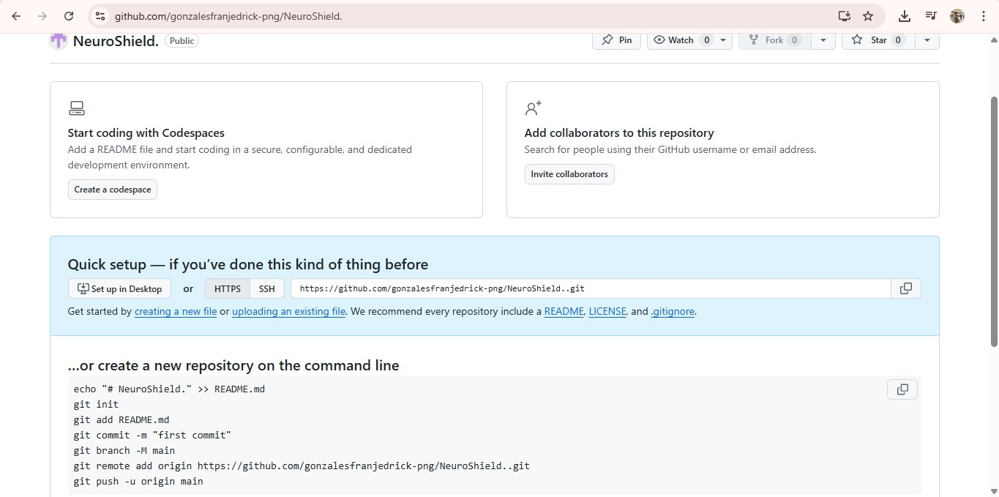 github.com/gonzalesfranjedrick-png/NeuroShield.
NeuroShield. Public
Pin Watch 0 Fork 0 Star 0
Start coding with Codespaces
Add a README file and start coding in a secure, configurable, and dedicated
development environment.
Create a codespace
Add collaborators to this repository
Search for people using their GitHub username or email address.
Invite collaborators
Quick setup — if you’ve done this kind of thing before
Set up in Desktop or HTTPS SSH https://github.com/gonzalesfranjedrick-png/NeuroShield..git
Get started by creating a new file or uploading an existing file. We recommend every repository include a README, LICENSE, and .gitignore.
…or create a new repository on the command line
echo "# NeuroShield." >> README.md
git init
git add README.md
git commit -m "first commit"
git branch -M main
git remote add origin https://github.com/gonzalesfranjedrick-png/NeuroShield..git
git push -u origin main